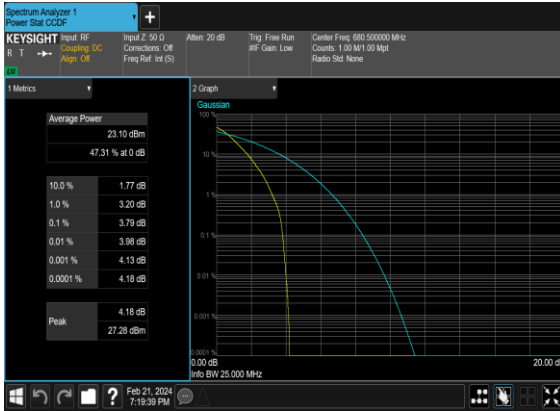 Spectrum Analyzer 1
Power Stat CCDF
+
KEYSIGHT
R T
Input: RF
Coupling: DC
Align: Off
Input Z: 50 Ω
Corrections: Off
Freq Ref: Int (S)
Atten: 20 dB
Trig: Free Run
#IF Gain: Low
Center Freq: 680.500000 MHz
Counts: 1.00 M/1.00 Mpt
Radio Std: None
1 Metrics
Average Power
23.10 dBm
47.31 % at 0 dB
10.0 % 1.77 dB
1.0 % 3.20 dB
0.1 % 3.79 dB
0.01 % 3.98 dB
0.001 % 4.13 dB
0.0001 % 4.18 dB
Peak
4.18 dB
27.28 dBm
2 Graph
Gaussian
100 %
10 %
1 %
0.1 %
0.01 %
0.001 %
0.0001 %
0.00 dB
20.00 d
Info BW 25.000 MHz
?
Feb 21, 2024
7:19:39 PM